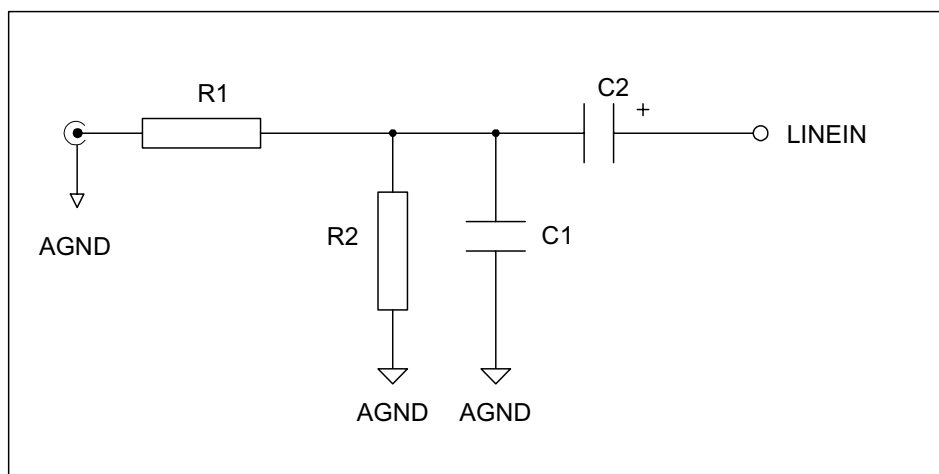 R1
C2
+
LINEIN
AGND
R2
C1
AGND
AGND